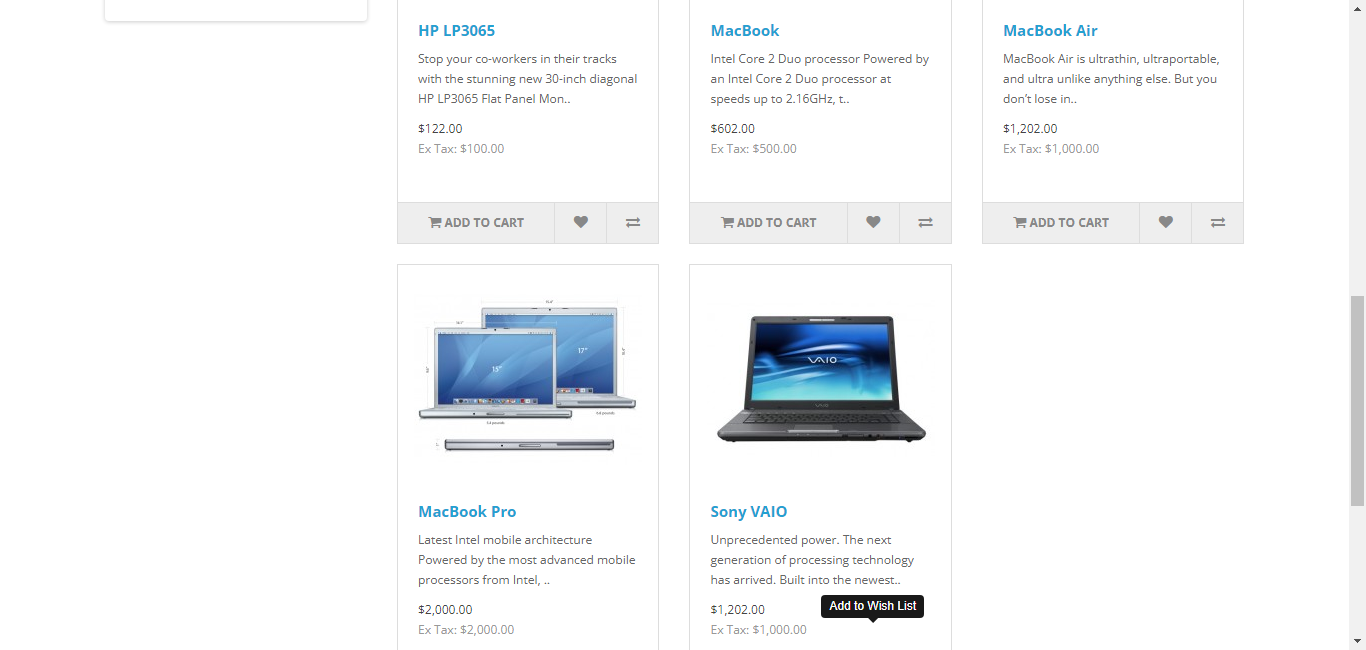 HP LP3065
Stop your co-workers in their tracks
with the stunning new 30-inch diagonal
HP LP3065 Flat Panel Mon..
$122.00
Ex Tax: $100.00
ADD TO CART
MacBook
Intel Core 2 Duo processor Powered by
an Intel Core 2 Duo processor at
speeds up to 2.16GHz, t..
$602.00
Ex Tax: $500.00
ADD TO CART
MacBook Air
MacBook Air is ultrathin, ultraportable,
and ultra unlike anything else. But you
don’t lose in..
$1,202.00
Ex Tax: $1,000.00
ADD TO CART
15"
17"
MacBook Pro
Latest Intel mobile architecture
Powered by the most advanced mobile
processors from Intel, ..
$2,000.00
Ex Tax: $2,000.00
VAIO
Sony VAIO
Unprecedented power. The next
generation of processing technology
has arrived. Built into the newest..
$1,202.00
Ex Tax: $1,000.00
Add to Wish List